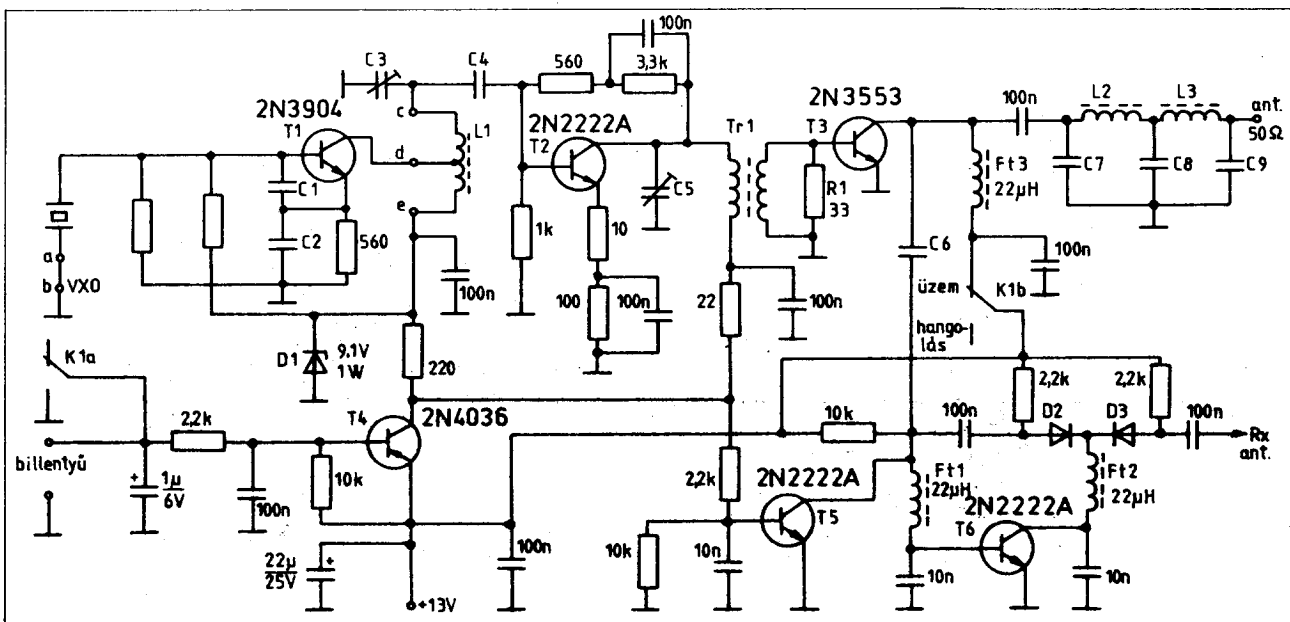 100n
C3
C4
560
3,3k
2N3553
100n
L2
L3
ant.
50Ω
2N3904
T1
c
L1
2N2222A
T2
Tr1
T3
d
C1
C5
R1
33
Ft3
22µH
C7
C8
C9
C2
560
e
1k
10
C6
a
b
VX0
100n
100
100n
22
100n
100n
üzem
K1b
hango-
lás
K1a
D1
9,1V
1W
220
2,2k
2,2k
2,2k
T4
2N4036
10k
100n
D2
D3
100n
Rx
ant.
billentyű
+
1µ
6V
100n
10k
2,2k
2N2222A
T5
Ft1
22µH
Ft2
22µH
2N2222A
T6
22µ
25V
+
100n
10k
10n
10n
10n
+13V